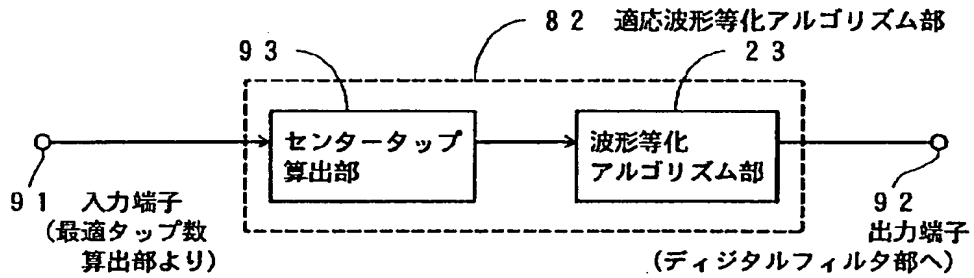 ８２ 適応波形等化アルゴリズム部
９３
２３
センタータップ
算出部
波形等化
アルゴリズム部
９１ 入力端子
(最適タップ数
算出部より)
９２
出力端子
(ディジタルフィルタ部へ)